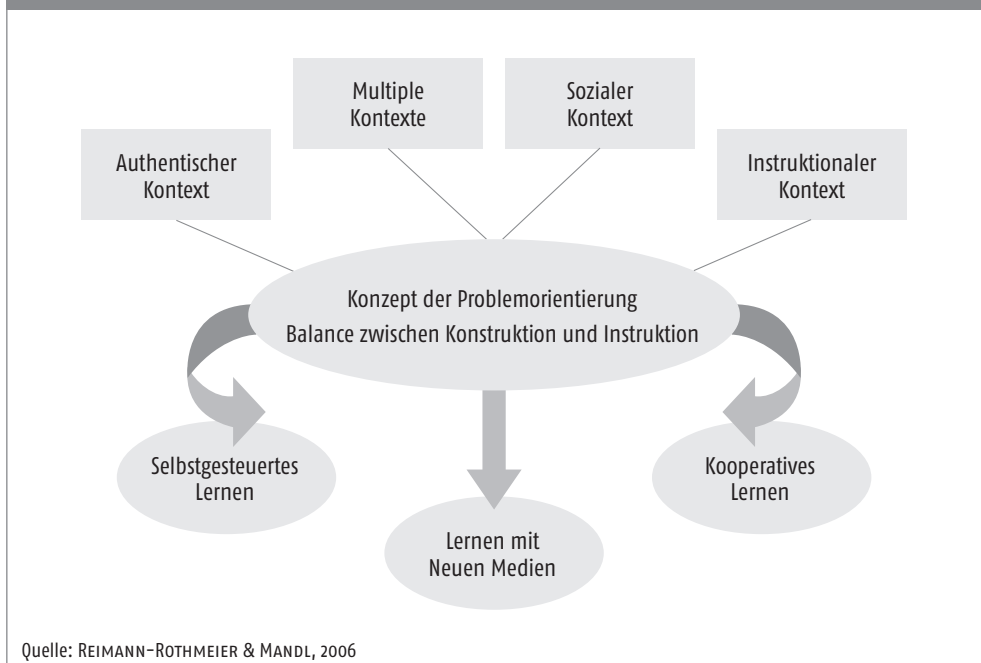 Multiple
Kontexte
Sozialer
Kontext
Authentischer
Kontext
Instruktionaler
Kontext
Konzept der Problemorientierung
Balance zwischen Konstruktion und Instruktion
Selbstgesteuertes
Lernen
Kooperatives
Lernen
Lernen mit
Neuen Medien
Quelle: REIMANN-ROTHMEIER & MANDL, 2006